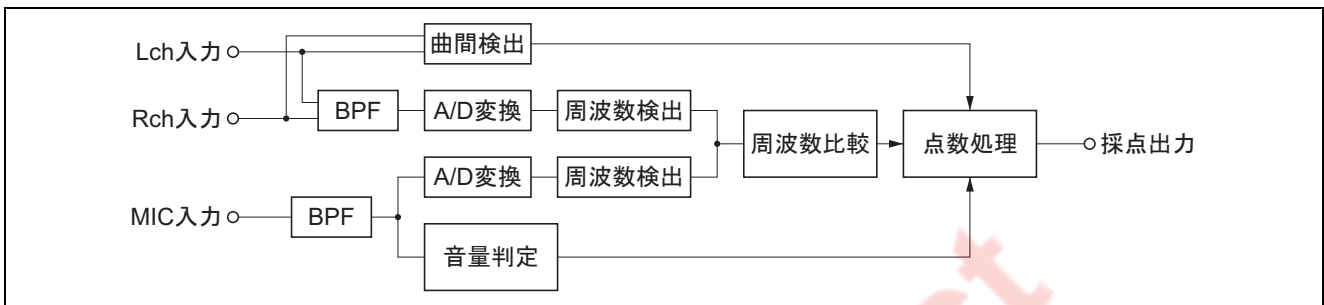 Lch入力
曲間検出
Rch入力
BPF
A/D変換
周波数検出
周波数比較
点数処理
採点出力
A/D変換
周波数検出
MIC入力
BPF
音量判定